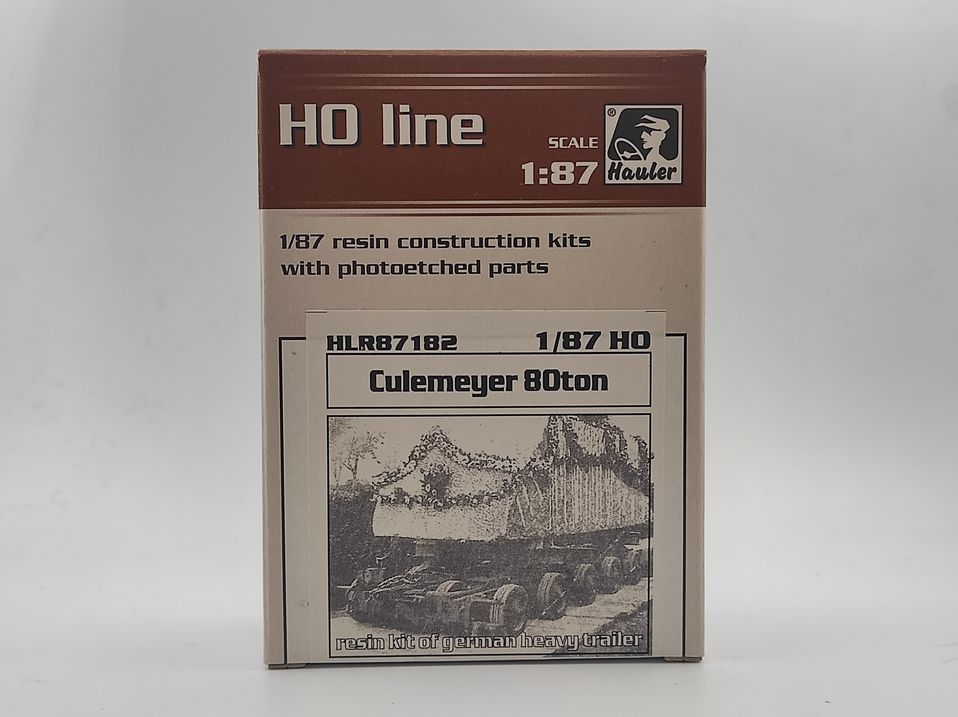 HO line
SCALE
1:87
®
Hauler
1/87 resin construction kits
with photoetched parts
HLR87182 1/87 HO
Culemeyer 80ton
resin kit of german heavy trailer